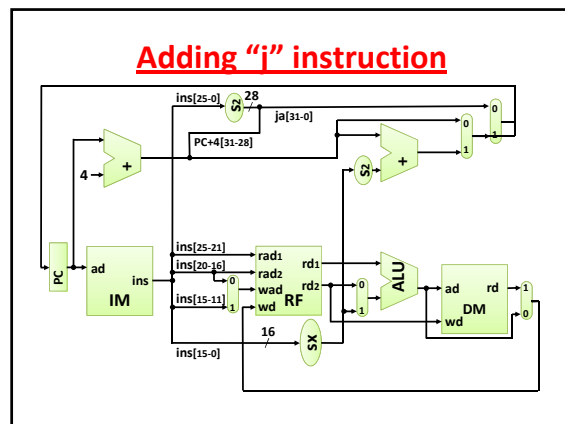 Adding “j” instruction
ins[25-0]
S2
28
ja[31-0]
0
1
PC+4[31-28]
0
1
4
+
S2
+
PC
ad
ins
IM
ins[25-21]
ins[20-16]
ins[15-11]
0
1
rad1
rad2
wad
wd
rd1
rd2
RF
0
1
ALU
ad
rd
wd
DM
1
0
16
ins[15-0]
SX